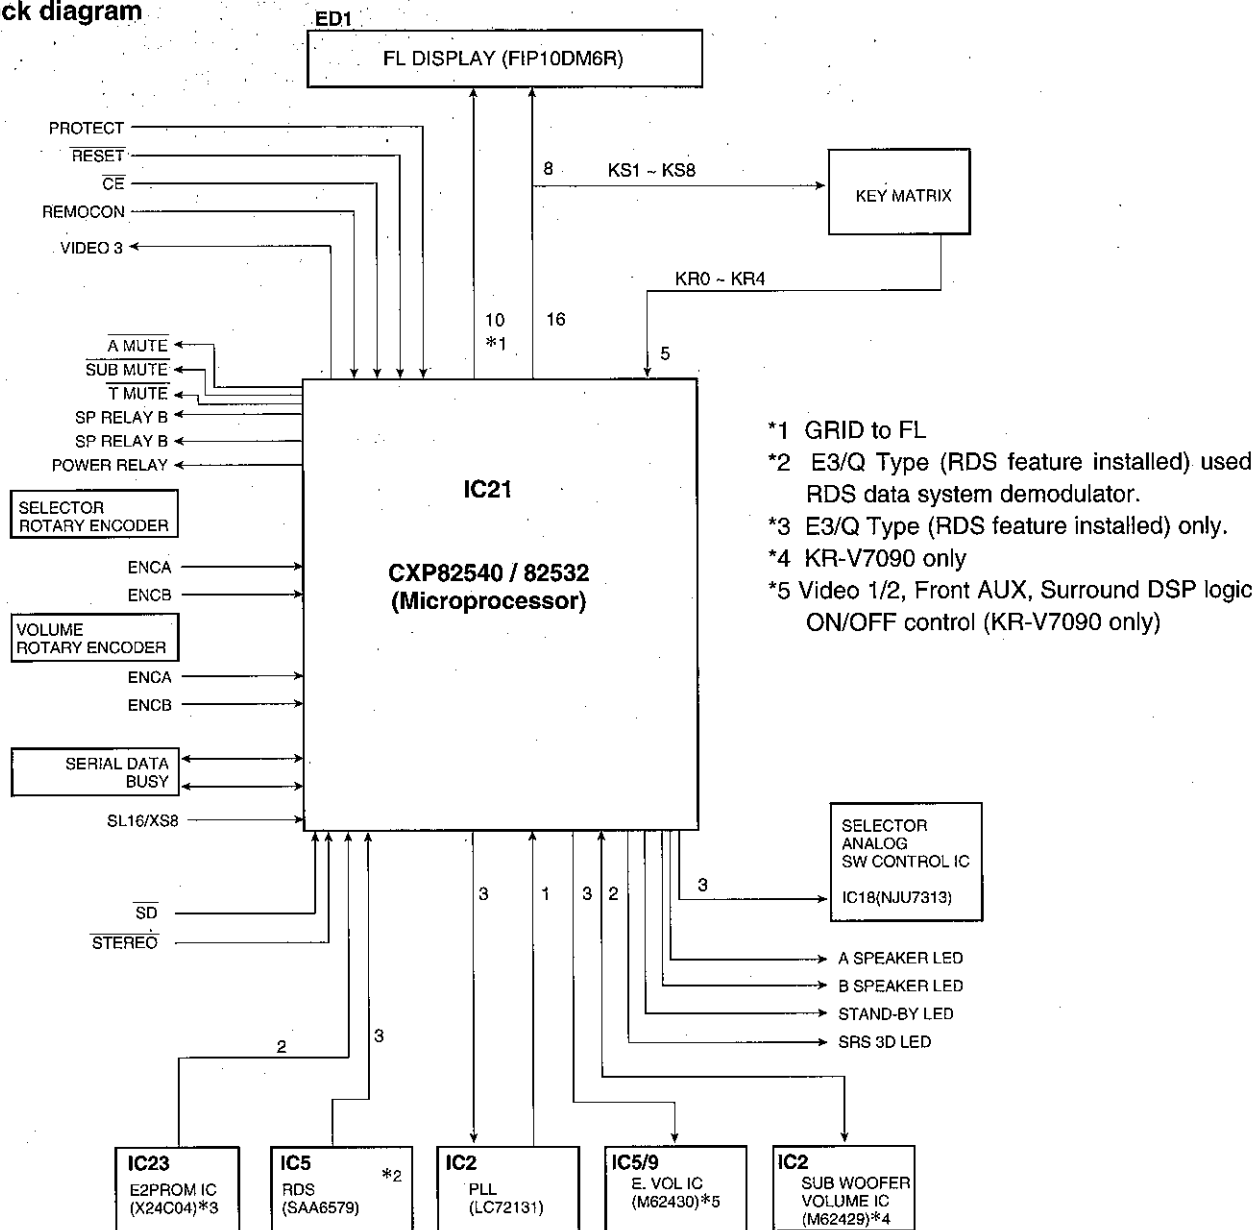 ck diagram
ED1
FL DISPLAY (FIP10DM6R)
PROTECT
RESET
CE
REMOCON
VIDEO 3
8
KS1 ~ KS8
KEY MATRIX
KR0 ~ KR4
10
*1
16
5
A MUTE
SUB MUTE
T MUTE
SP RELAY B
SP RELAY B
POWER RELAY
SELECTOR
ROTARY ENCODER
ENCA
ENCB
VOLUME
ROTARY ENCODER
ENCA
ENCB
SERIAL DATA
BUSY
SL16/XS8
IC21
CXP82540 / 82532
(Microprocessor)
*1 GRID to FL
*2 E3/Q Type (RDS feature installed) used
RDS data system demodulator.
*3 E3/Q Type (RDS feature installed) only.
*4 KR-V7090 only
*5 Video 1/2, Front AUX, Surround DSP logic
ON/OFF control (KR-V7090 only)
SD
STEREO
2
3
3
1
3
2
3
SELECTOR
ANALOG
SW CONTROL IC
IC18(NJU7313)
A SPEAKER LED
B SPEAKER LED
STAND-BY LED
SRS 3D LED
IC23
E2PROM IC
(X24C04)*3
IC5
*2
RDS
(SAA6579)
IC2
PLL
(LC72131)
IC5/9
E. VOL IC
(M62430)*5
IC2
SUB WOOFER
VOLUME IC
(M62429)*4